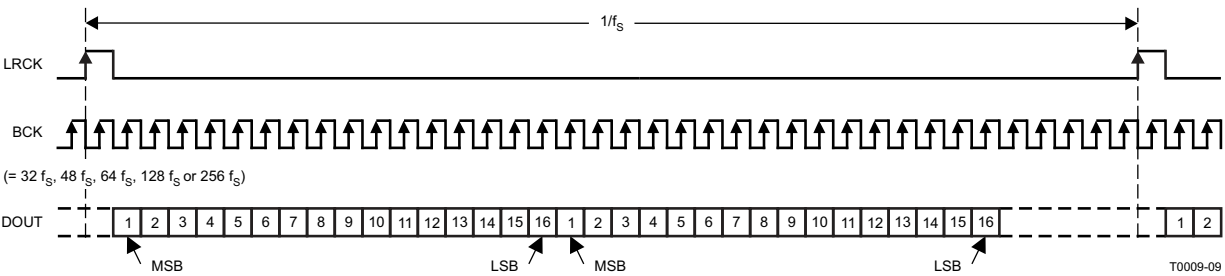 1/fS
LRCK
BCK
(= 32 fS, 48 fS, 64 fS, 128 fS or 256 fS)
DOUT 1 2 3 4 5 6 7 8 9 10 11 12 13 14 15 16 1 2 3 4 5 6 7 8 9 10 11 12 13 14 15 16 1 2
MSB LSB MSB LSB
T0009-09